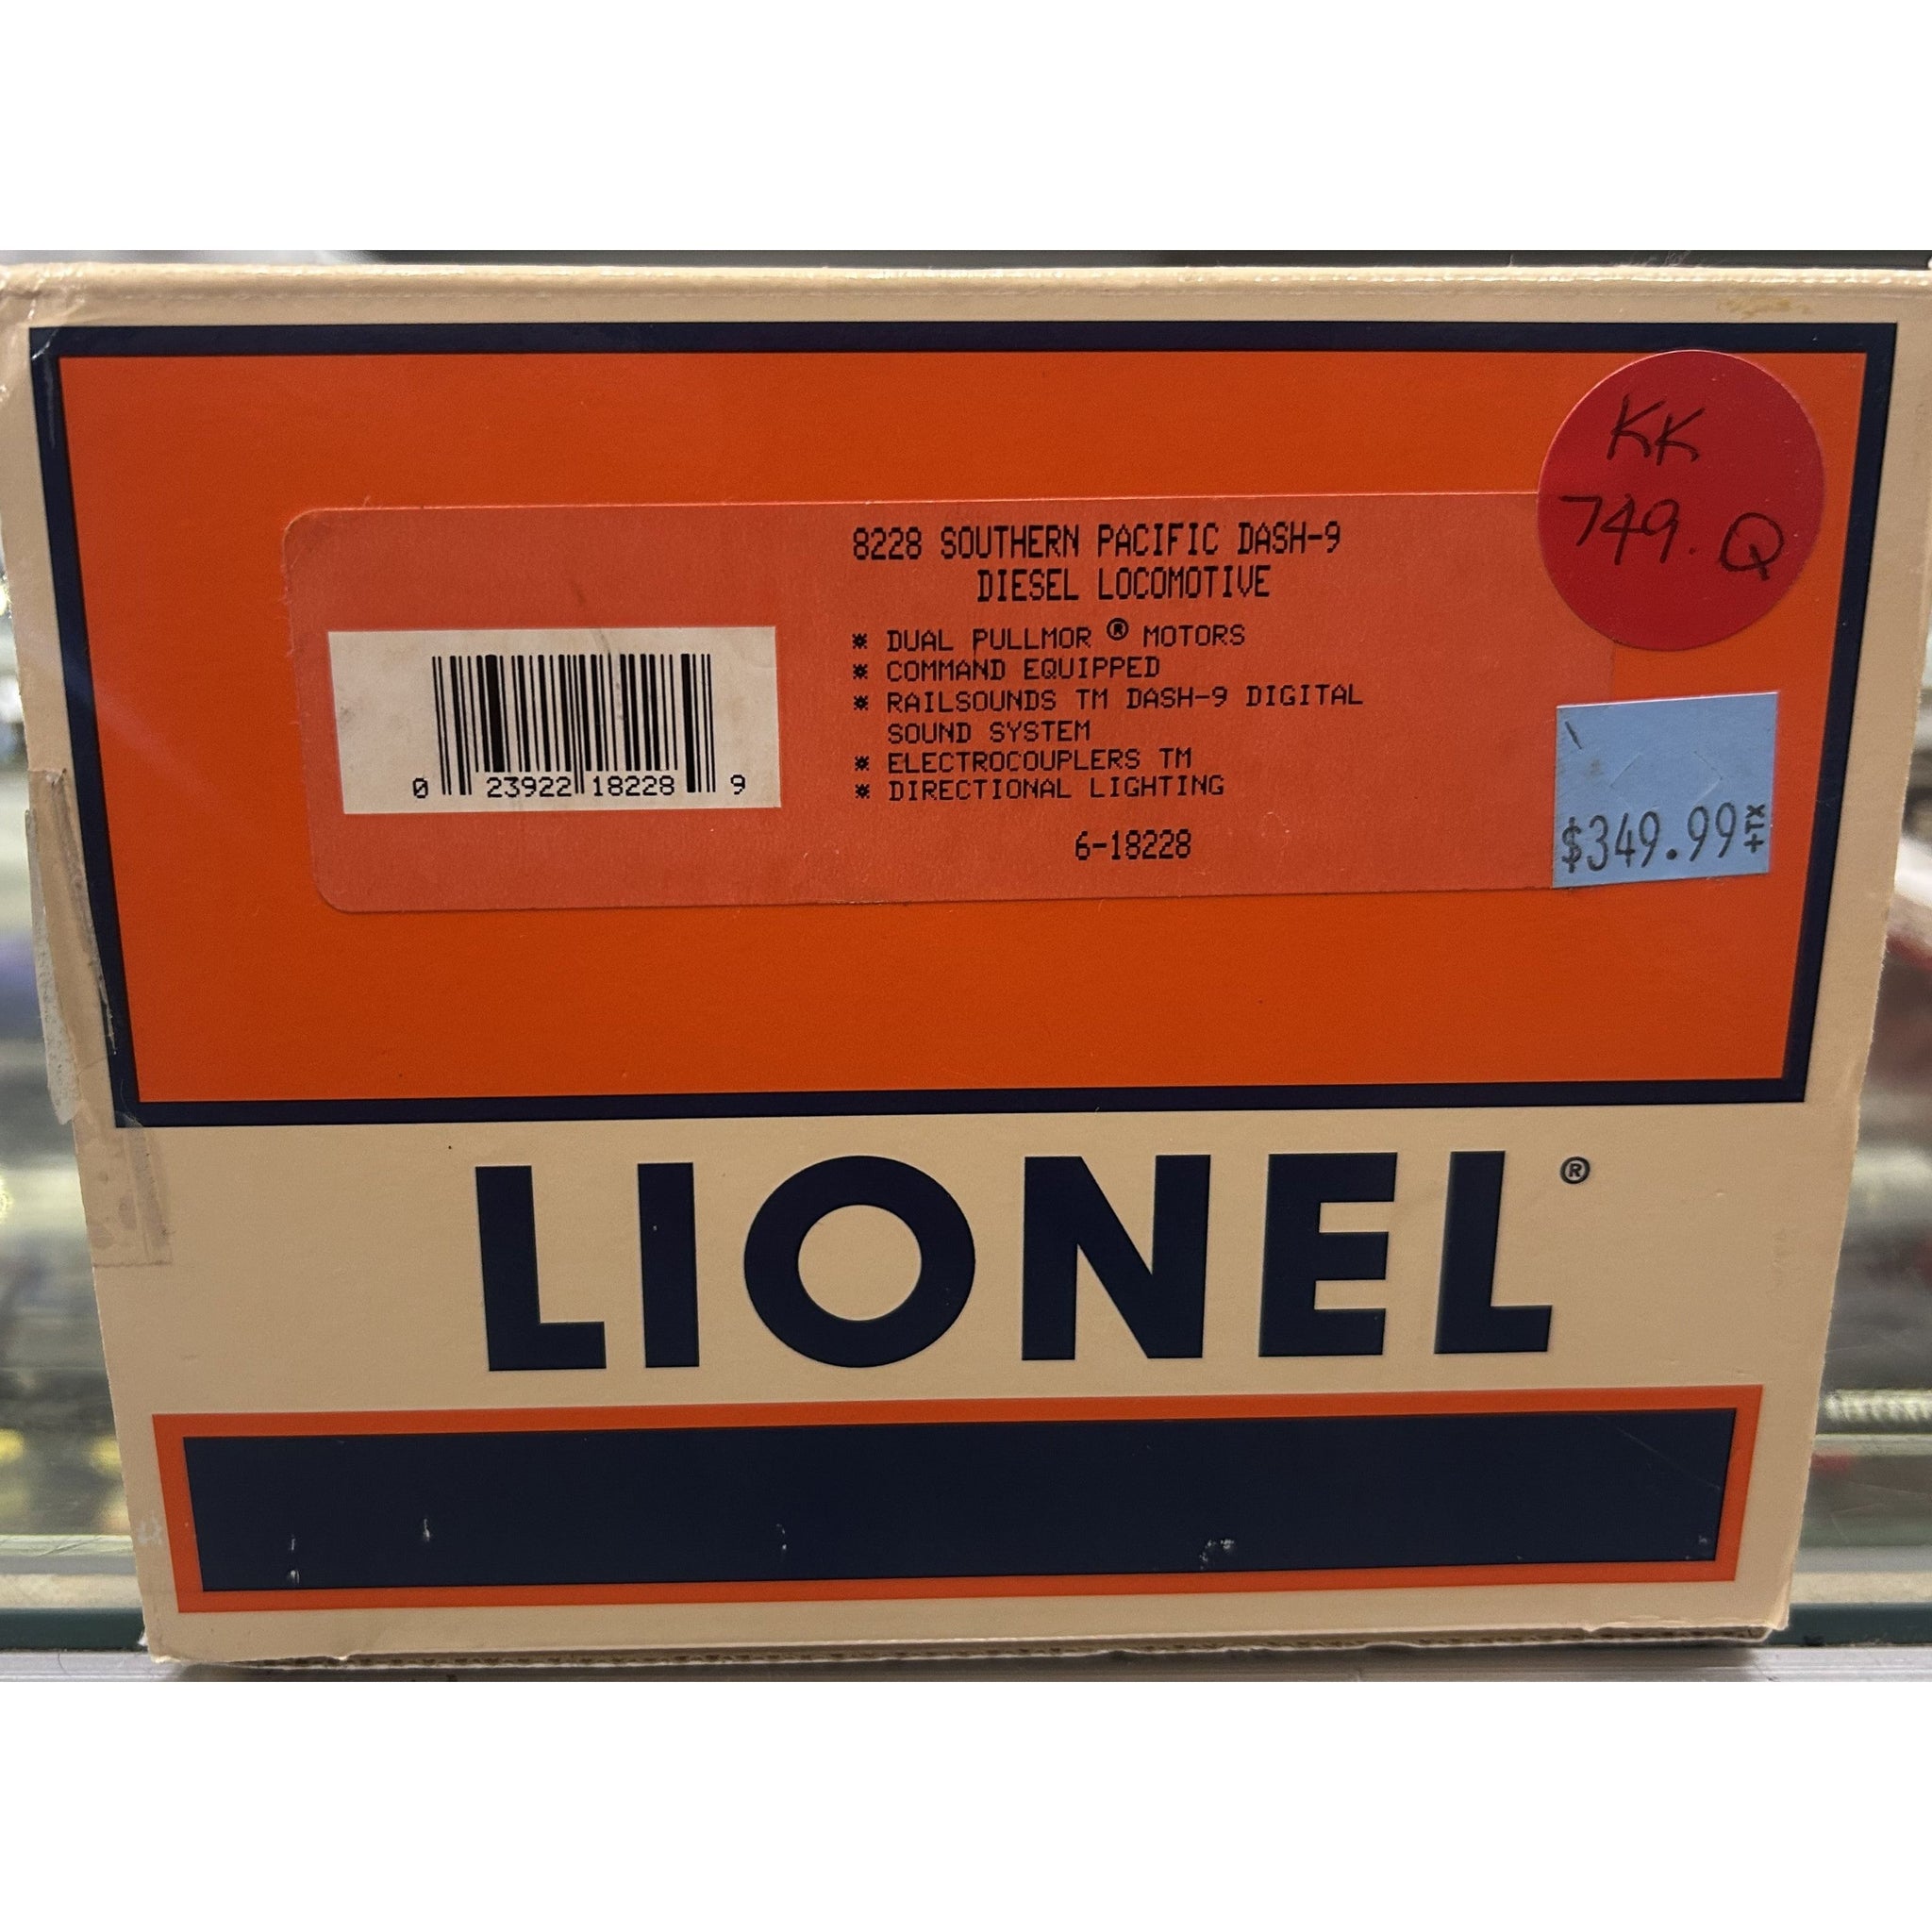 KK
749.Q
8228 SOUTHERN PACIFIC DASH-9
DIESEL LOCOMOTIVE
* DUAL PULLMOR ® MOTORS
* COMMAND EQUIPPED
* RAILSOUNDS TM DASH-9 DIGITAL
SOUND SYSTEM
* ELECTROCOUPLERS TM
* DIRECTIONAL LIGHTING
6-18228
0 23922 18228 9
$349.99+TX
LIONEL®